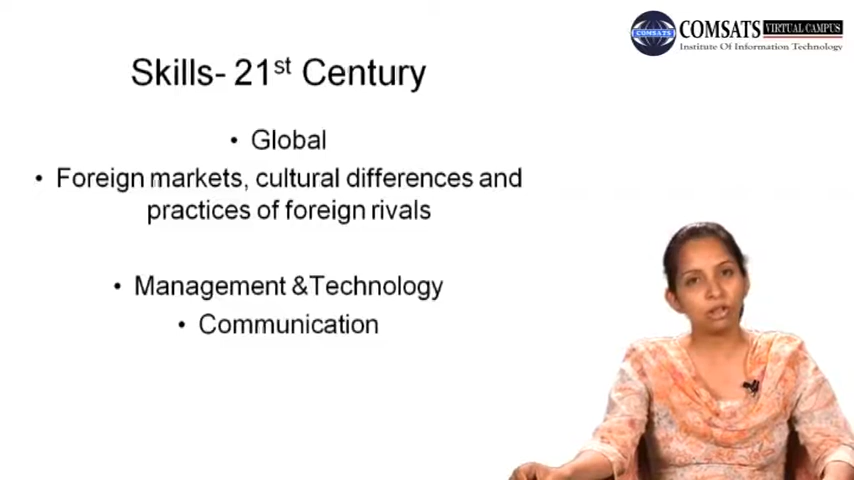 COMSATS VIRTUAL CAMPUS
COMSATS
Institute Of Information Technology
Skills- 21st Century
• Global
• Foreign markets, cultural differences and
practices of foreign rivals
• Management &Technology
• Communication